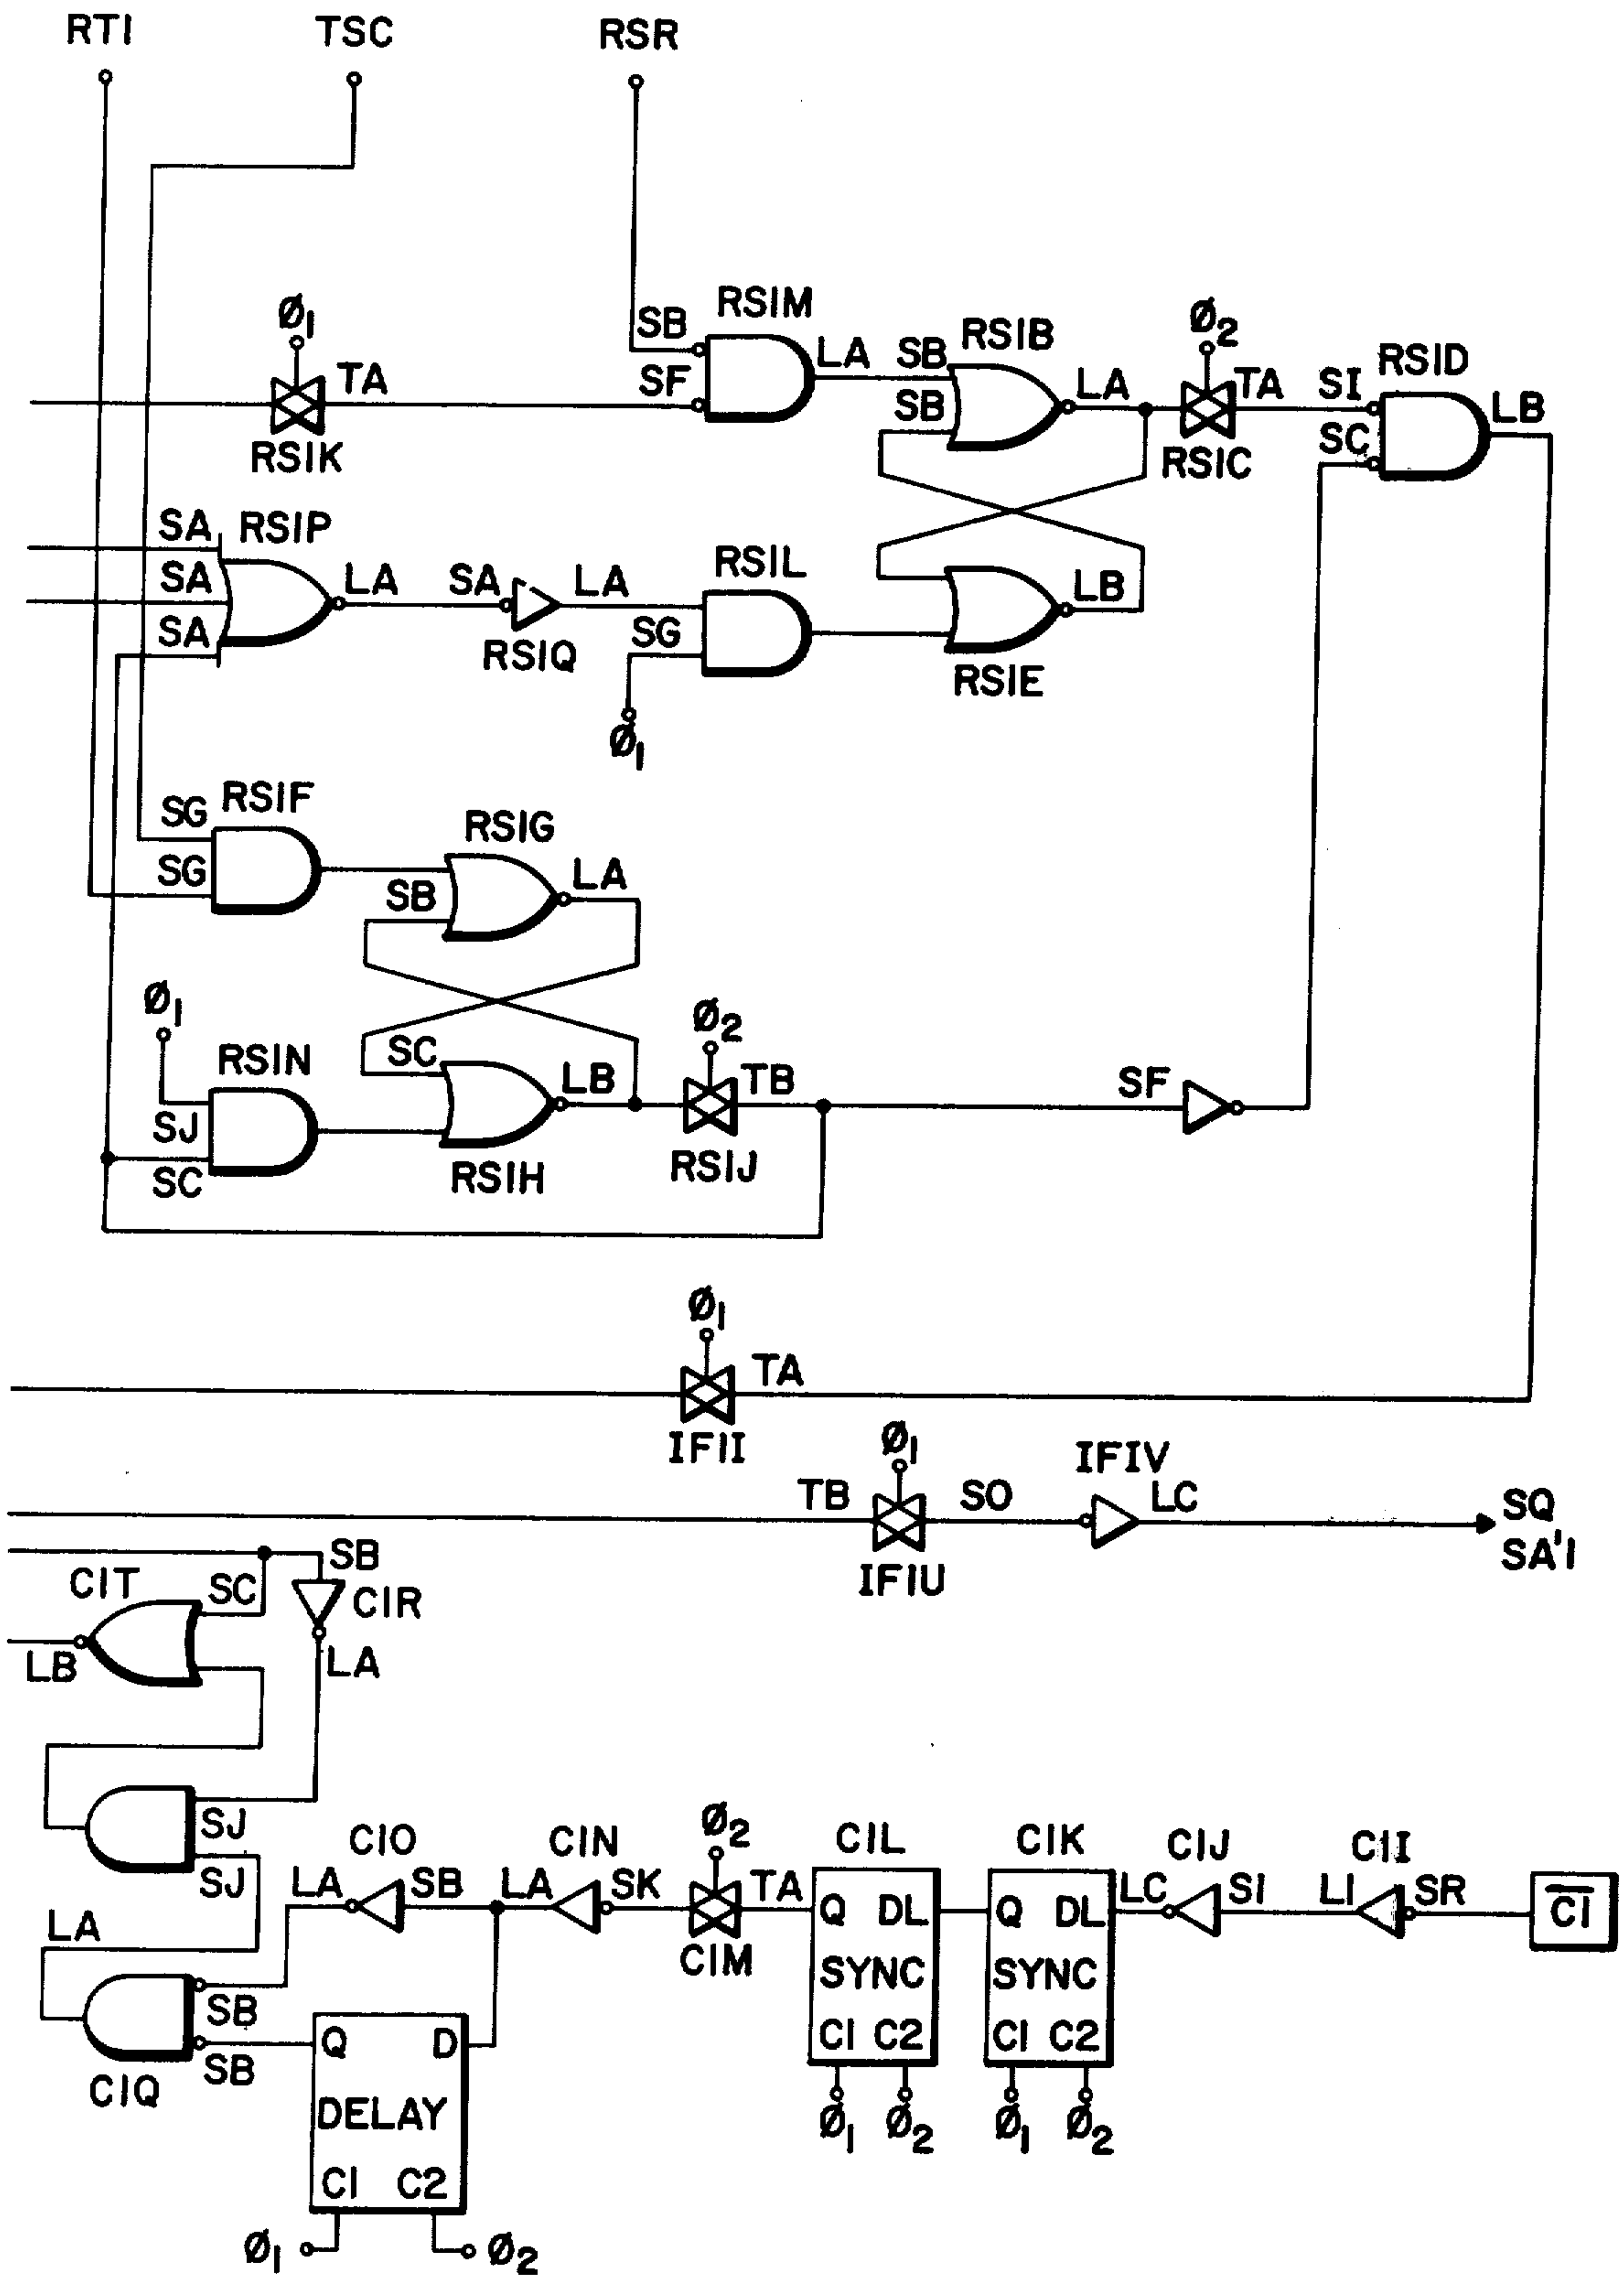 RTI TSC RSR
Ø1 RSIM RSIB Ø2 RSID
SB LA SB LA TA SI LB
TA SF SB SC
RSIK RSIC
SA RSIP RSIL
SA LA SA LA LB
SA RSIQ SG RSIE
Ø1
RSIF RSIG
SG LA
SG SB
Ø1 Ø2
RSIN SC LB TB SF
SJ
SC RSIH RSIJ
Ø1
TA
IFII Ø1 IFIV
TB SO LC SQ
IFIU SA'I
CIT SC SB
CIR
LB LA
SJ Ø2 CIL CIK CIJ CII
CIO CIN
SJ LA SB LA SK TA Q DL Q DL LC SI LI SR CI
LA CIM SYNC SYNC
SB C1 C2 C1 C2
SB Q D
CIQ Ø1 Ø2 Ø1 Ø2
DELAY
C1 C2
Ø1 Ø2